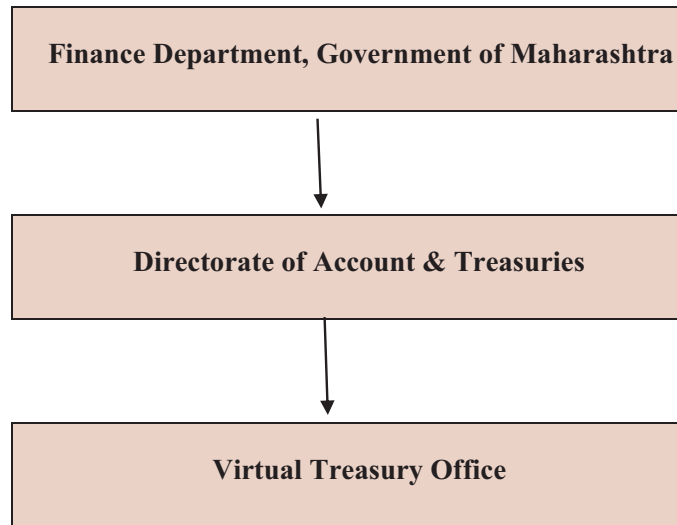 Finance Department, Government of Maharashtra
Directorate of Account & Treasuries
Virtual Treasury Office